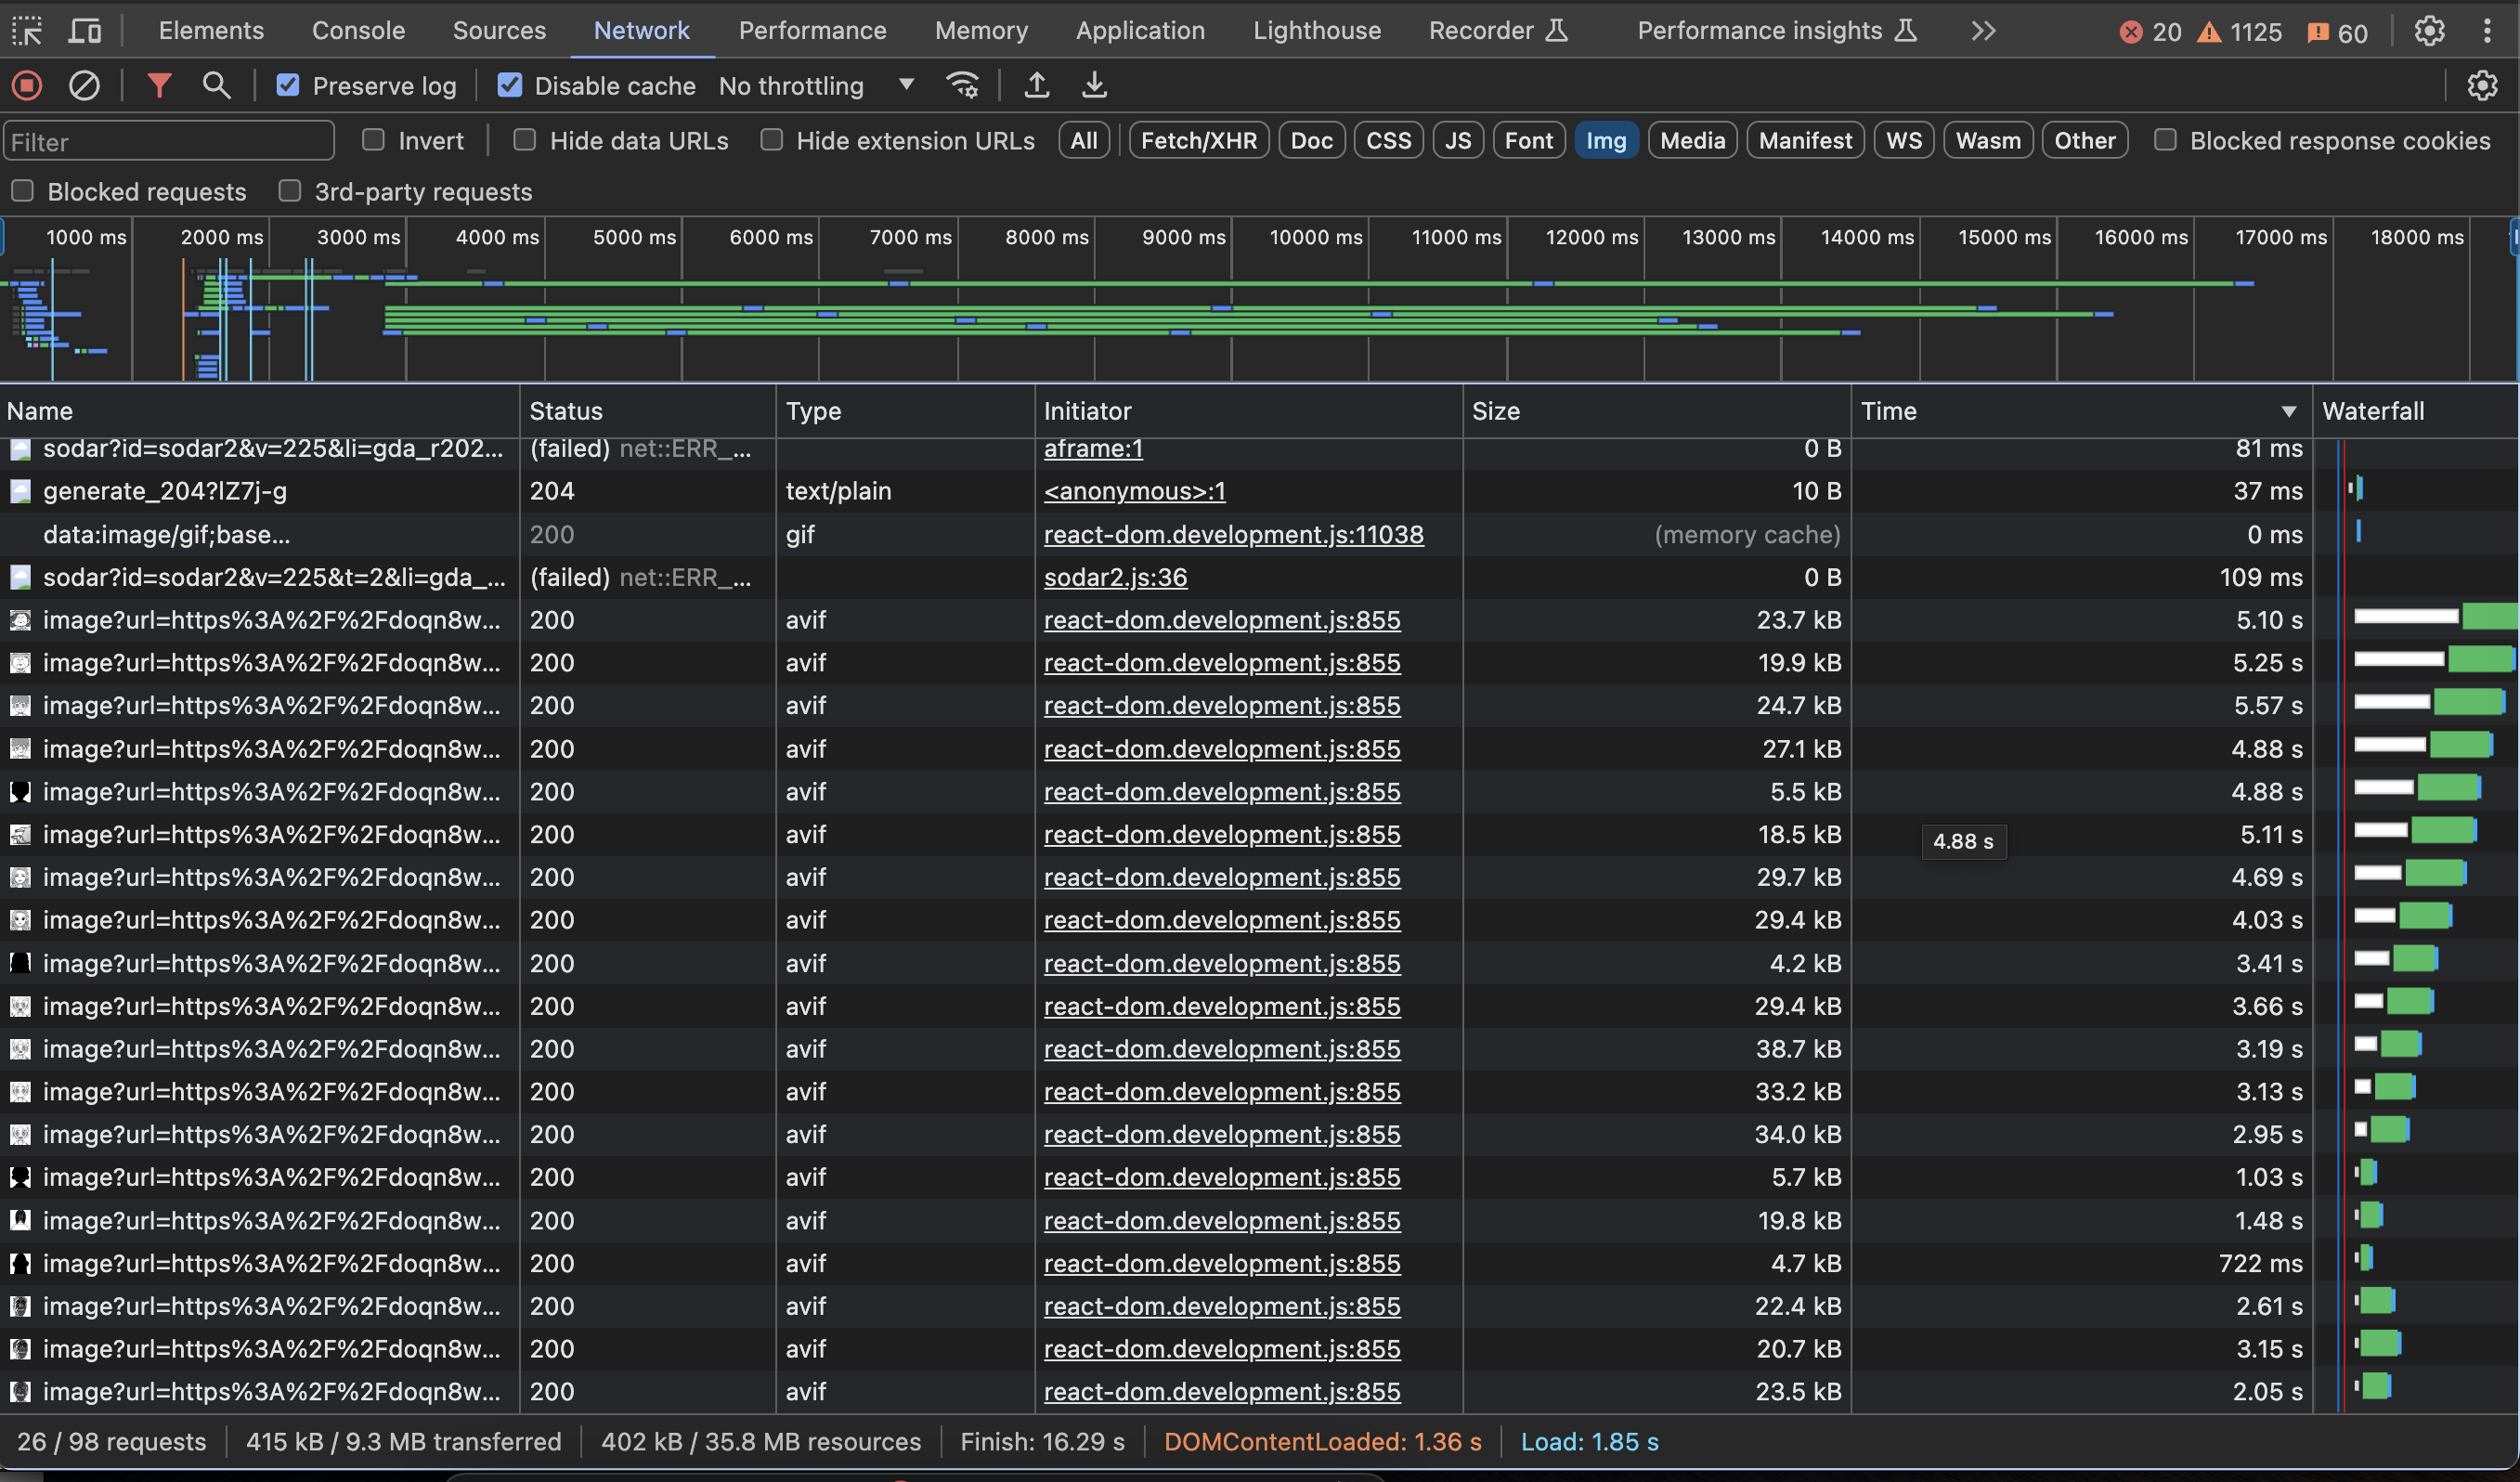 Elements Console Sources Network Performance Memory Application Lighthouse Recorder Performance insights 20 1125 60
Preserve log Disable cache No throttling
Filter Invert Hide data URLs Hide extension URLs All Fetch/XHR Doc CSS JS Font Img Media Manifest WS Wasm Other Blocked response cookies
Blocked requests 3rd-party requests
1000 ms 2000 ms 3000 ms 4000 ms 5000 ms 6000 ms 7000 ms 8000 ms 9000 ms 10000 ms 11000 ms 12000 ms 13000 ms 14000 ms 15000 ms 16000 ms 17000 ms 18000 ms
Name Status Type Initiator Size Time Waterfall
sodar?id=sodar2&v=225&li=gda_r202... (failed) net::ERR_... aframe:1 0 B 81 ms
generate_204?lZ7j-g 204 text/plain <anonymous>:1 10 B 37 ms
data:image/gif;base... 200 gif react-dom.development.js:11038 (memory cache) 0 ms
sodar?id=sodar2&v=225&t=2&li=gda_... (failed) net::ERR_... sodar2.js:36 0 B 109 ms
image?url=https%3A%2F%2Fdoqn8w... 200 avif react-dom.development.js:855 23.7 kB 5.10 s
image?url=https%3A%2F%2Fdoqn8w... 200 avif react-dom.development.js:855 19.9 kB 5.25 s
image?url=https%3A%2F%2Fdoqn8w... 200 avif react-dom.development.js:855 24.7 kB 5.57 s
image?url=https%3A%2F%2Fdoqn8w... 200 avif react-dom.development.js:855 27.1 kB 4.88 s
image?url=https%3A%2F%2Fdoqn8w... 200 avif react-dom.development.js:855 5.5 kB 4.88 s
image?url=https%3A%2F%2Fdoqn8w... 200 avif react-dom.development.js:855 18.5 kB 4.88 s 5.11 s
image?url=https%3A%2F%2Fdoqn8w... 200 avif react-dom.development.js:855 29.7 kB 4.69 s
image?url=https%3A%2F%2Fdoqn8w... 200 avif react-dom.development.js:855 29.4 kB 4.03 s
image?url=https%3A%2F%2Fdoqn8w... 200 avif react-dom.development.js:855 4.2 kB 3.41 s
image?url=https%3A%2F%2Fdoqn8w... 200 avif react-dom.development.js:855 29.4 kB 3.66 s
image?url=https%3A%2F%2Fdoqn8w... 200 avif react-dom.development.js:855 38.7 kB 3.19 s
image?url=https%3A%2F%2Fdoqn8w... 200 avif react-dom.development.js:855 33.2 kB 3.13 s
image?url=https%3A%2F%2Fdoqn8w... 200 avif react-dom.development.js:855 34.0 kB 2.95 s
image?url=https%3A%2F%2Fdoqn8w... 200 avif react-dom.development.js:855 5.7 kB 1.03 s
image?url=https%3A%2F%2Fdoqn8w... 200 avif react-dom.development.js:855 19.8 kB 1.48 s
image?url=https%3A%2F%2Fdoqn8w... 200 avif react-dom.development.js:855 4.7 kB 722 ms
image?url=https%3A%2F%2Fdoqn8w... 200 avif react-dom.development.js:855 22.4 kB 2.61 s
image?url=https%3A%2F%2Fdoqn8w... 200 avif react-dom.development.js:855 20.7 kB 3.15 s
image?url=https%3A%2F%2Fdoqn8w... 200 avif react-dom.development.js:855 23.5 kB 2.05 s
26 / 98 requests 415 kB / 9.3 MB transferred 402 kB / 35.8 MB resources Finish: 16.29 s DOMContentLoaded: 1.36 s Load: 1.85 s